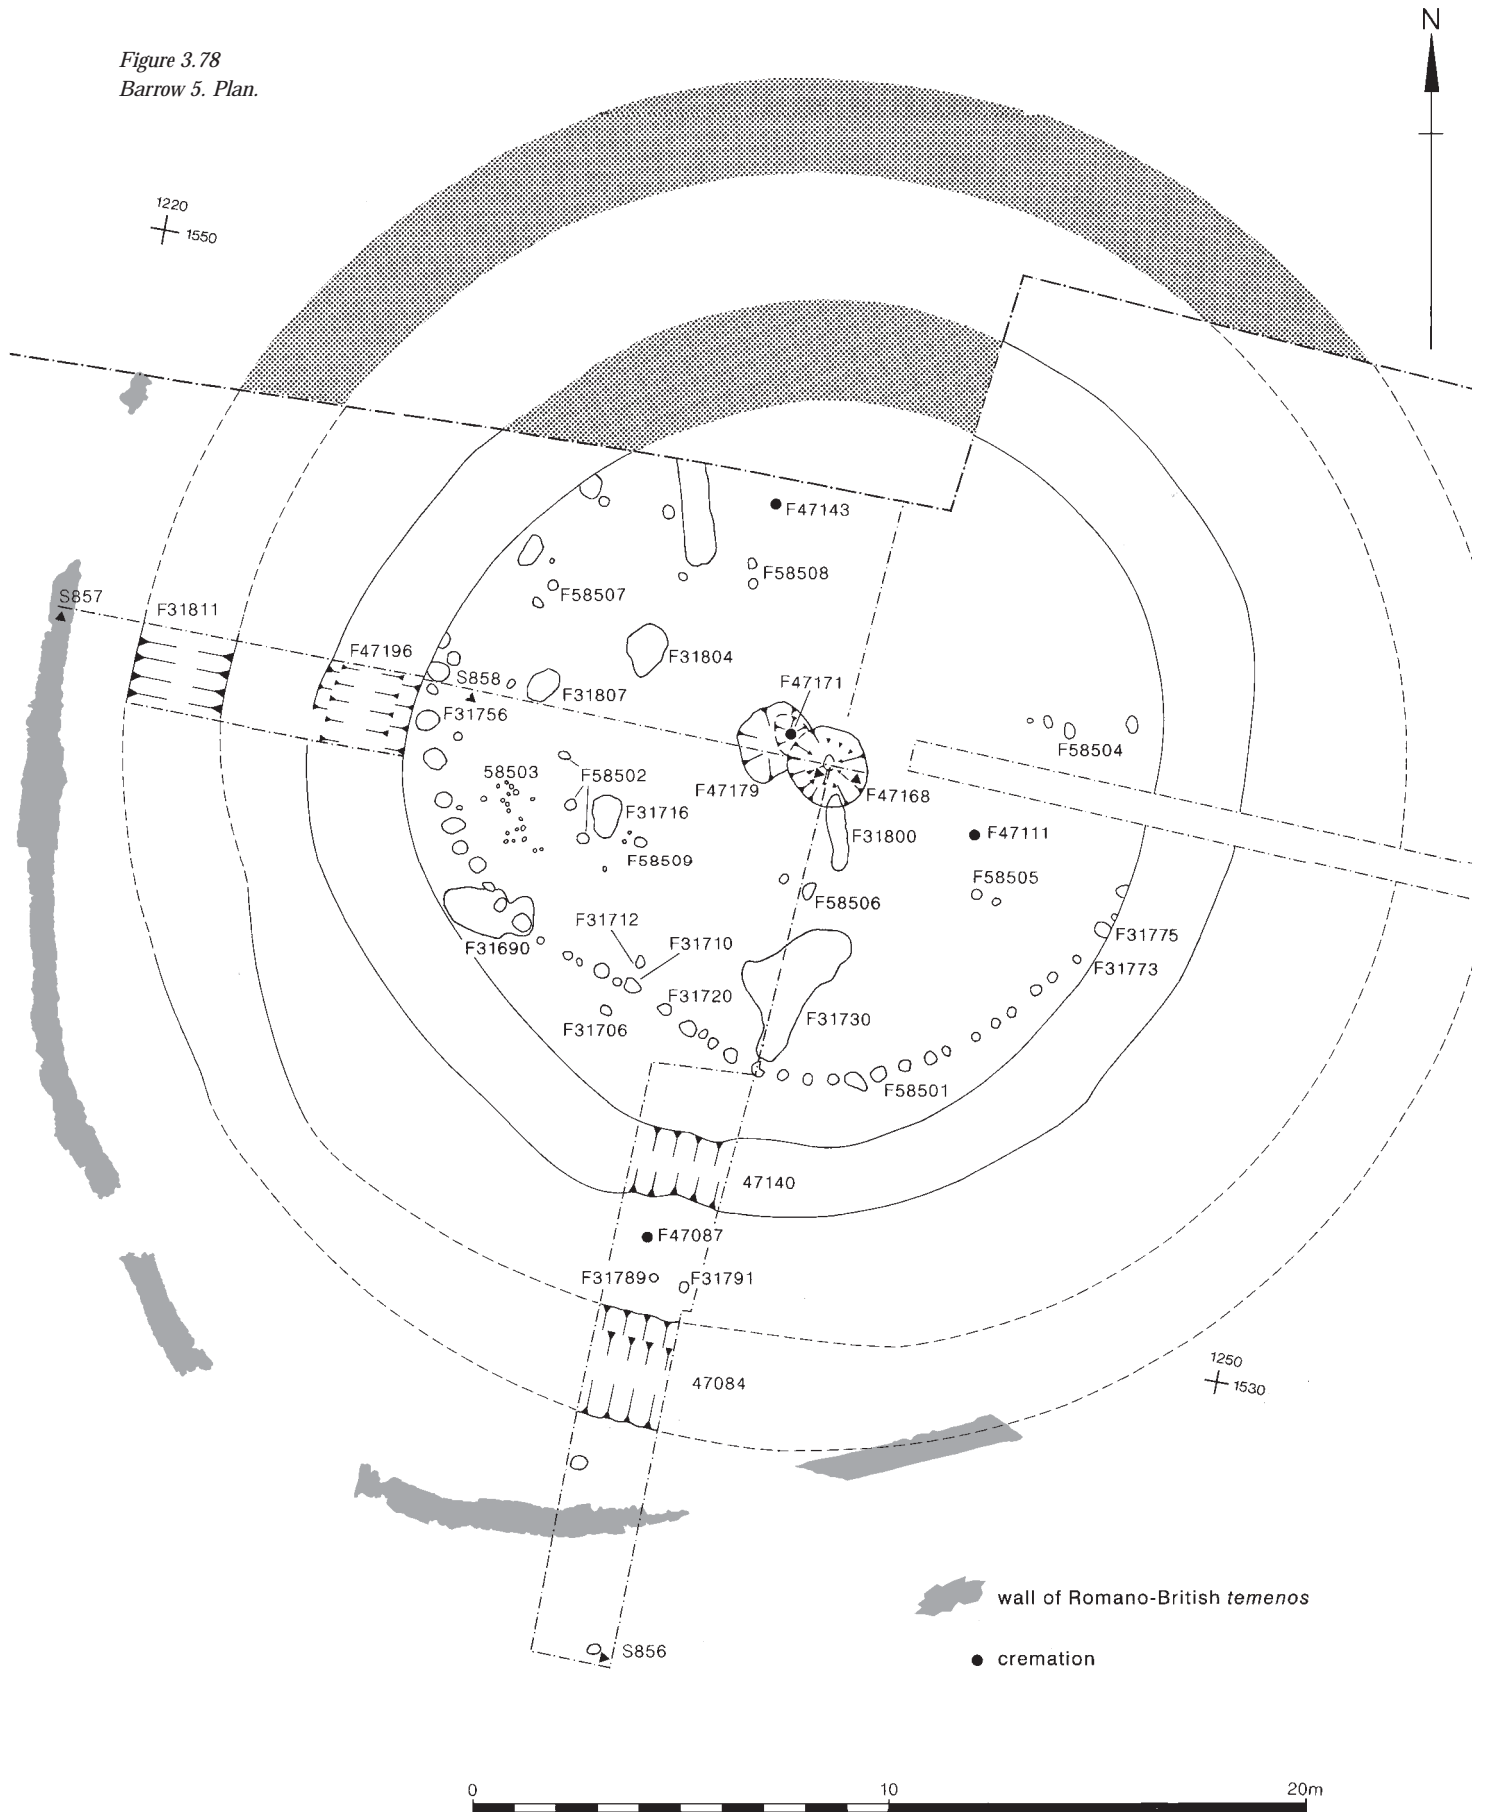 N
Figure 3.78
Barrow 5. Plan.
1220
1550
F47143
F58508
F58507
S857
F31811
F47196
F31804
S858
F47171
F31807
F31756
F58504
58503
F58502
F47179
F47168
F31716
F31800
F47111
F58509
F58505
F58506
F31712
F31690
F31710
F31775
F31773
F31720
F31706
F31730
F58501
47140
F47087
F31789
F31791
1250
1530
47084
wall of Romano-British temenos
S856
cremation
0 10 20m